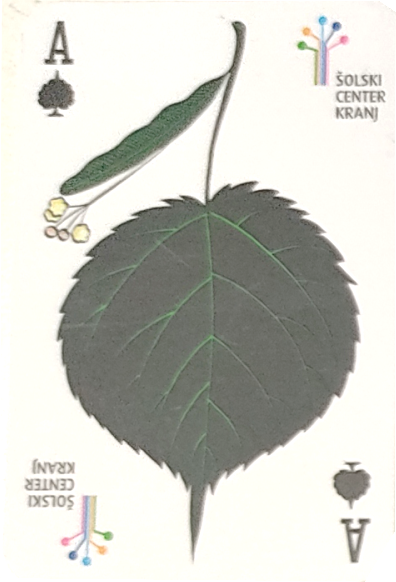 A
ŠOLSKI
CENTER
KRANJ
ŠOLSKI
CENTER
KRANJ
A